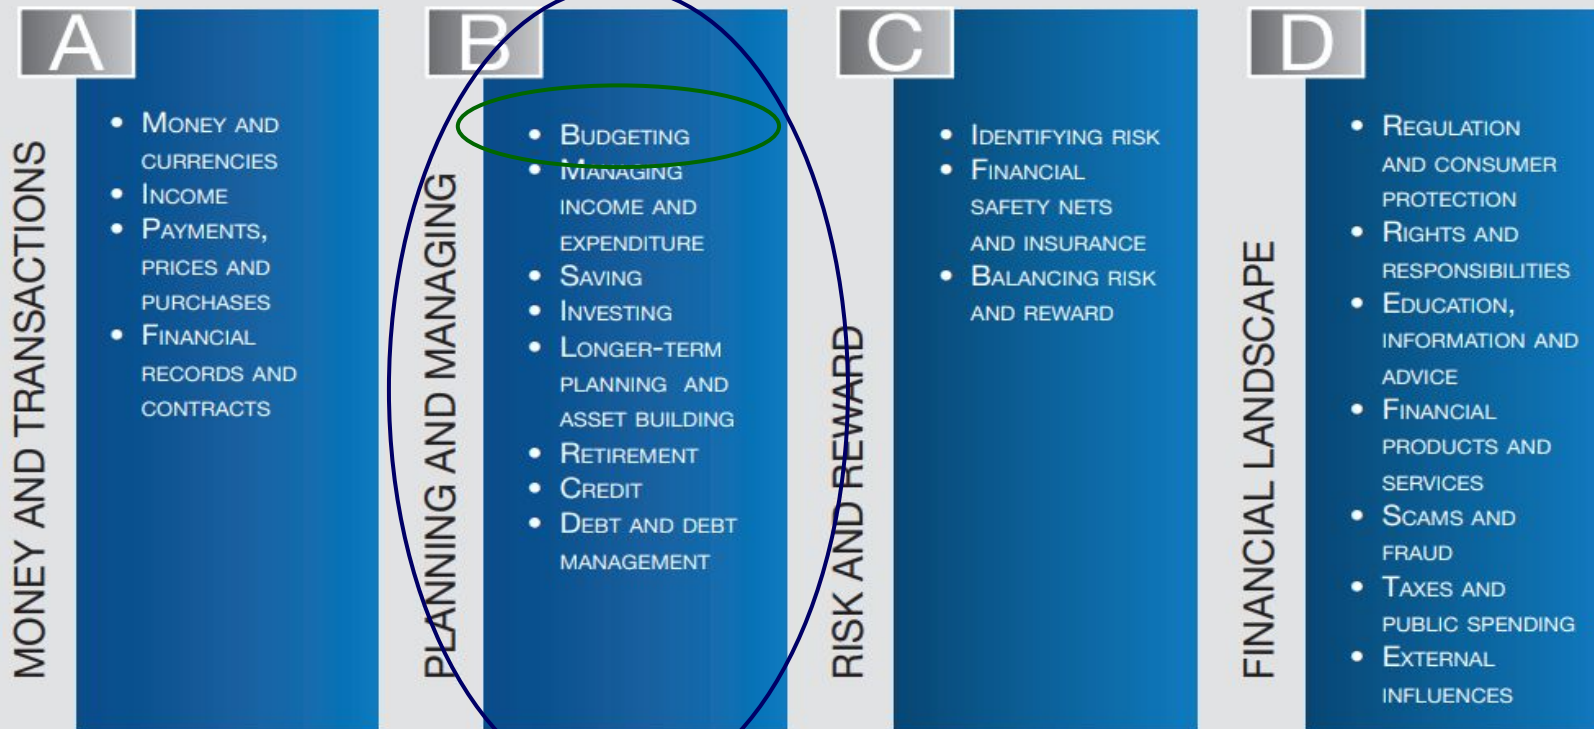 A
MONEY AND TRANSACTIONS
• MONEY AND
CURRENCIES
• INCOME
• PAYMENTS,
PRICES AND
PURCHASES
• FINANCIAL
RECORDS AND
CONTRACTS
B
PLANNING AND MANAGING
• BUDGETING
• MANAGING
INCOME AND
EXPENDITURE
• SAVING
• INVESTING
• LONGER-TERM
PLANNING AND
ASSET BUILDING
• RETIREMENT
• CREDIT
• DEBT AND DEBT
MANAGEMENT
C
RISK AND REWARD
• IDENTIFYING RISK
• FINANCIAL
SAFETY NETS
AND INSURANCE
• BALANCING RISK
AND REWARD
D
FINANCIAL LANDSCAPE
• REGULATION
AND CONSUMER
PROTECTION
• RIGHTS AND
RESPONSIBILITIES
• EDUCATION,
INFORMATION AND
ADVICE
• FINANCIAL
PRODUCTS AND
SERVICES
• SCAMS AND
FRAUD
• TAXES AND
PUBLIC SPENDING
• EXTERNAL
INFLUENCES